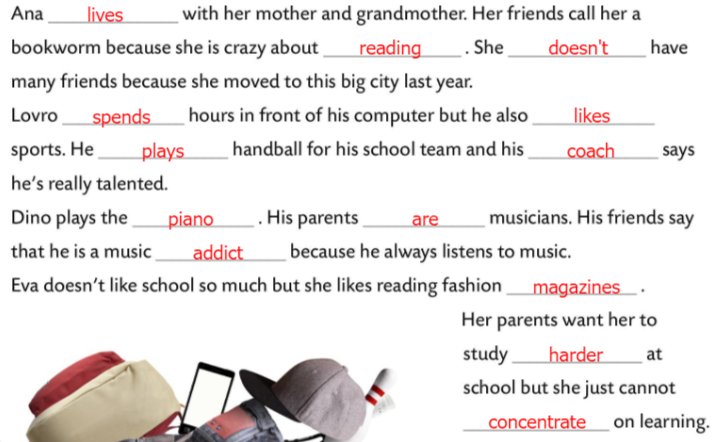 Ana lives with her mother and grandmother. Her friends call her a
bookworm because she is crazy about reading. She doesn't have
many friends because she moved to this big city last year.
Lovro spends hours in front of his computer but he also likes
sports. He plays handball for his school team and his coach says
he's really talented.
Dino plays the piano. His parents are musicians. His friends say
that he is a music addict because he always listens to music.
Eva doesn't like school so much but she likes reading fashion magazines.
Her parents want her to
study harder at
school but she just cannot
concentrate on learning.